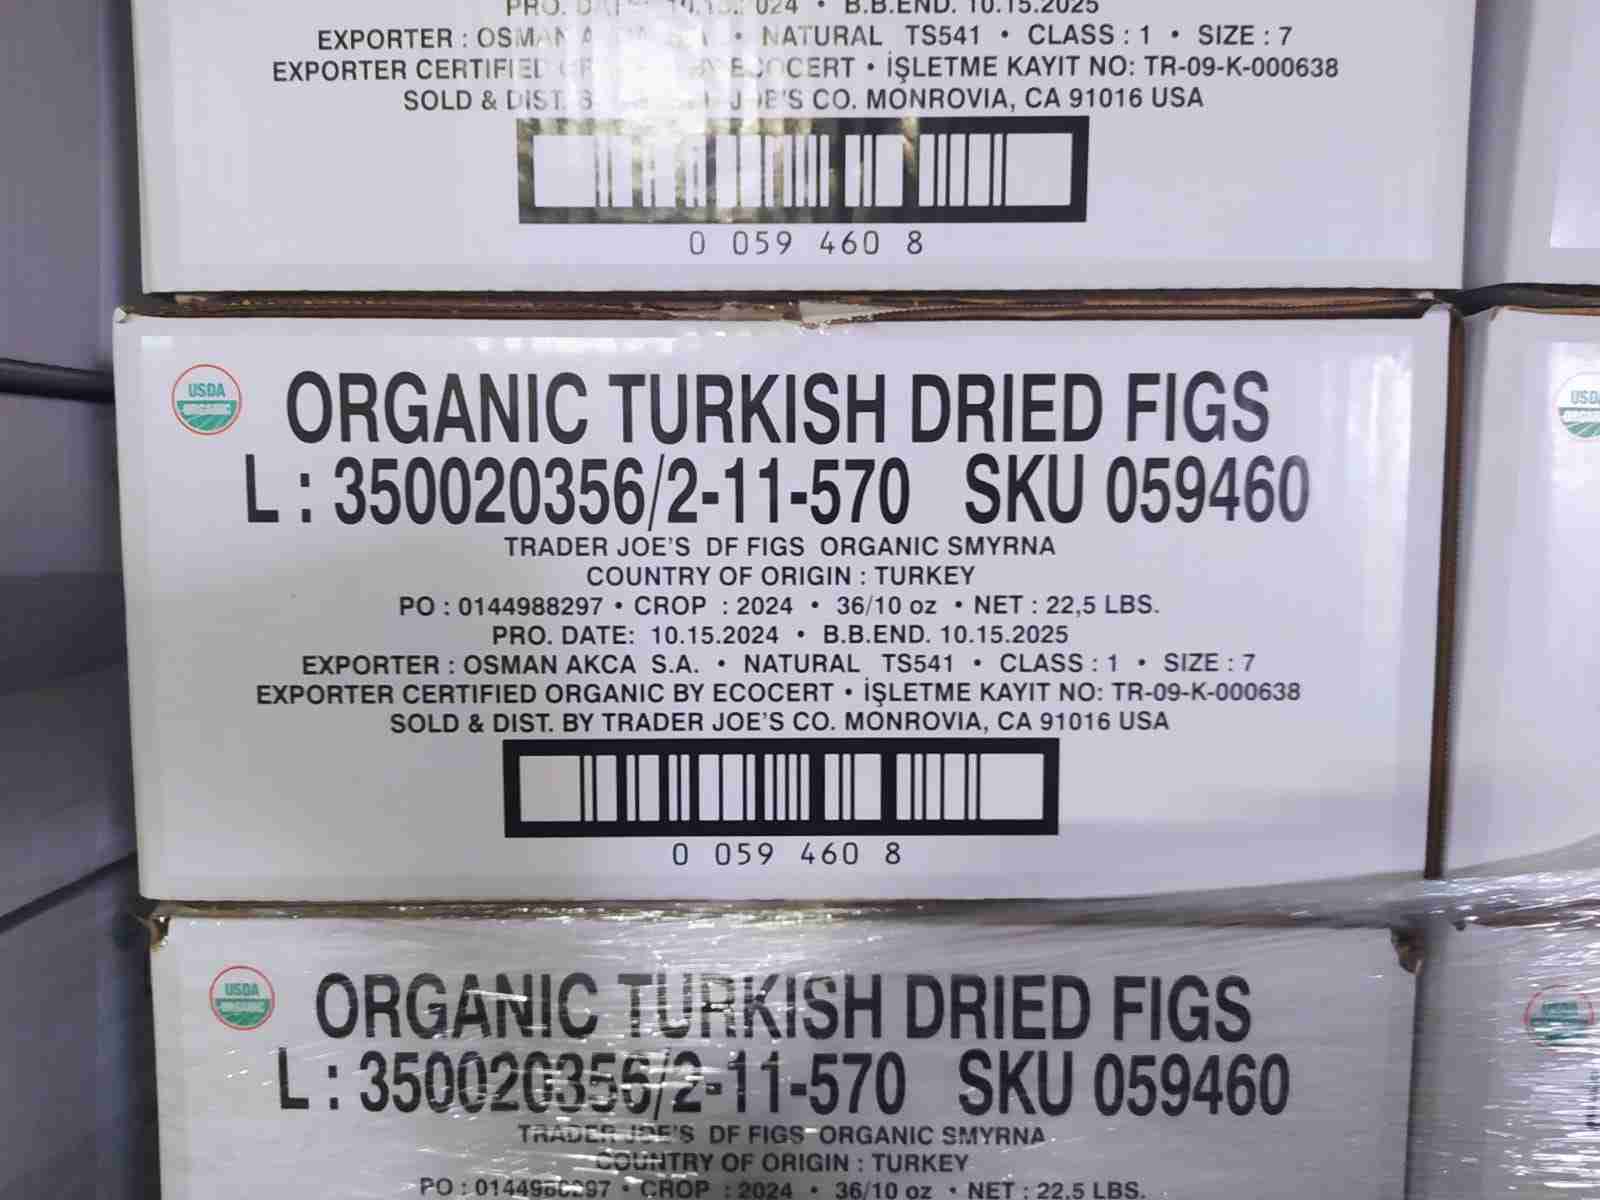 PRO. 024 • B.B.END. 10.15.2025
EXPORTER : OSMAN • NATURAL TS541 • CLASS : 1 • SIZE : 7
EXPORTER CERTIFIED BY ECOCERT • İŞLETME KAYIT NO: TR-09-K-000638
SOLD & DIST. JOE'S CO. MONROVIA, CA 91016 USA
0 059 460 8
USDA
ORGANIC
ORGANIC TURKISH DRIED FIGS
L : 350020356/2-11-570 SKU 059460
TRADER JOE'S DF FIGS ORGANIC SMYRNA
COUNTRY OF ORIGIN : TURKEY
PO : 0144988297 • CROP : 2024 • 36/10 oz • NET : 22,5 LBS.
PRO. DATE: 10.15.2024 • B.B.END. 10.15.2025
EXPORTER : OSMAN AKCA S.A. • NATURAL TS541 • CLASS : 1 • SIZE : 7
EXPORTER CERTIFIED ORGANIC BY ECOCERT • İŞLETME KAYIT NO: TR-09-K-000638
SOLD & DIST. BY TRADER JOE'S CO. MONROVIA, CA 91016 USA
0 059 460 8
USDA
ORGANIC
ORGANIC TURKISH DRIED FIGS
L : 350020356/2-11-570 SKU 059460
TRADER JOE'S DF FIGS ORGANIC SMYRNA
COUNTRY OF ORIGIN : TURKEY
PO : 0144988297 • CROP : 2024 • 36/10 oz • NET : 22,5 LBS.